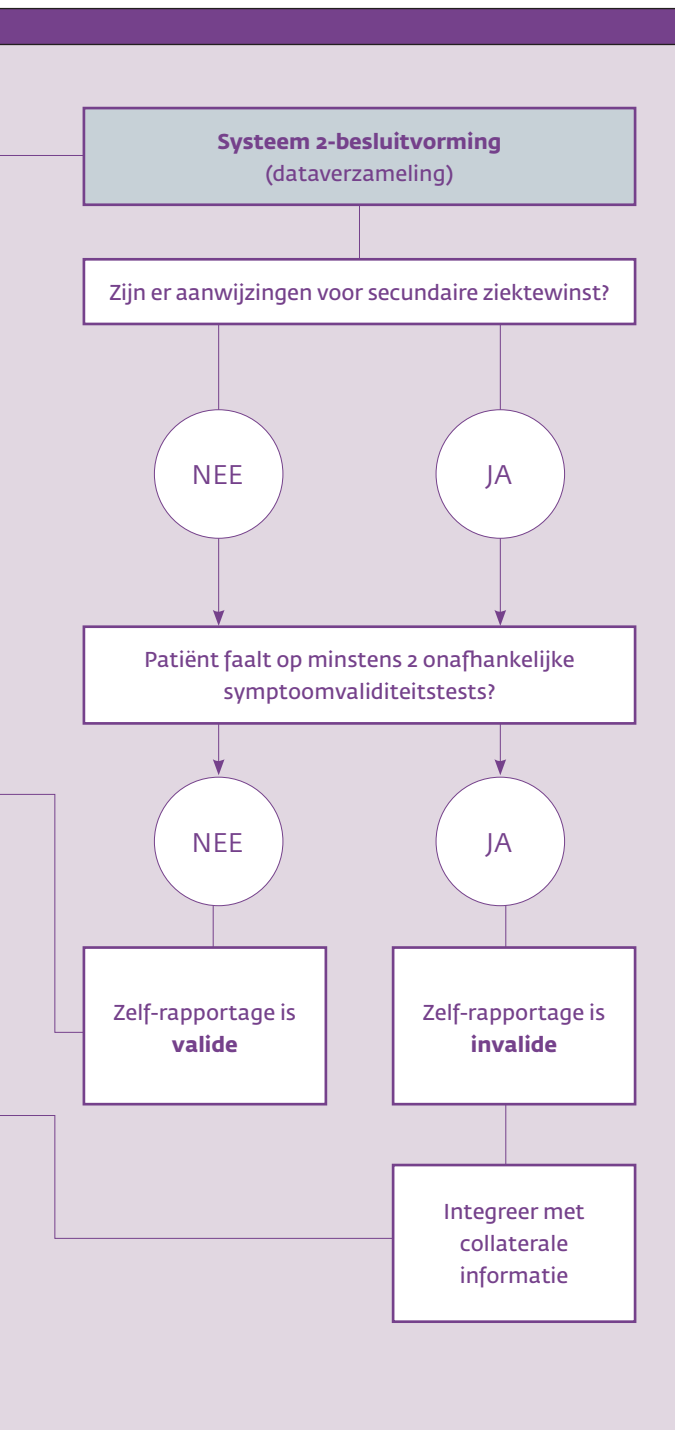 Systeem 2-besluitvorming
(dataverzameling)
Zijn er aanwijzingen voor secundaire ziektewinst?
NEE
JA
Patiënt faalt op minstens 2 onafhankelijke
symptoomvaliditeitstests?
NEE
JA
Zelf-rapportage is
valide
Zelf-rapportage is
invalide
Integreer met
collaterale
informatie